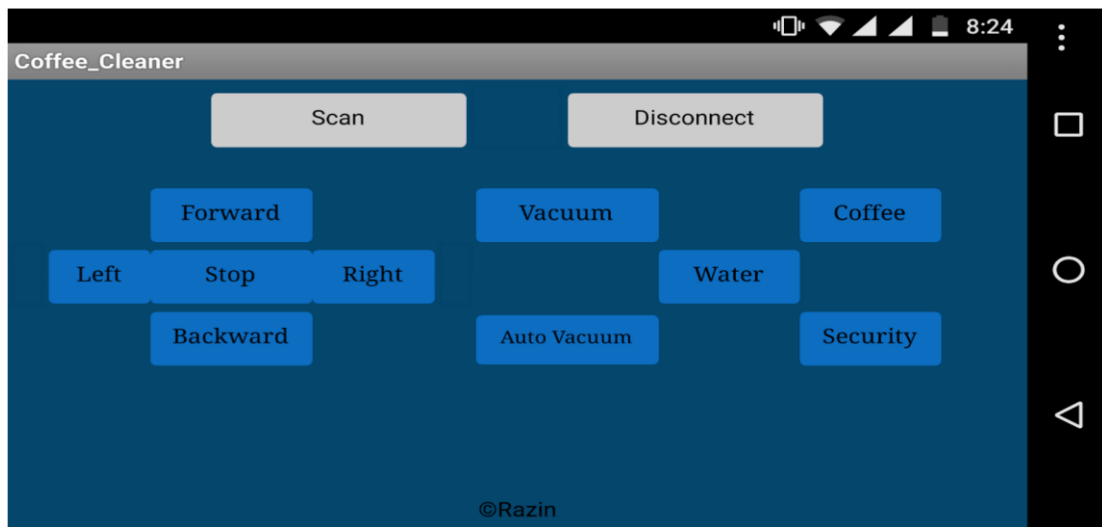 8:24
Coffee_Cleaner
Scan Disconnect
Forward Vacuum Coffee
Left Stop Right Water
Backward Auto Vacuum Security
©Razin